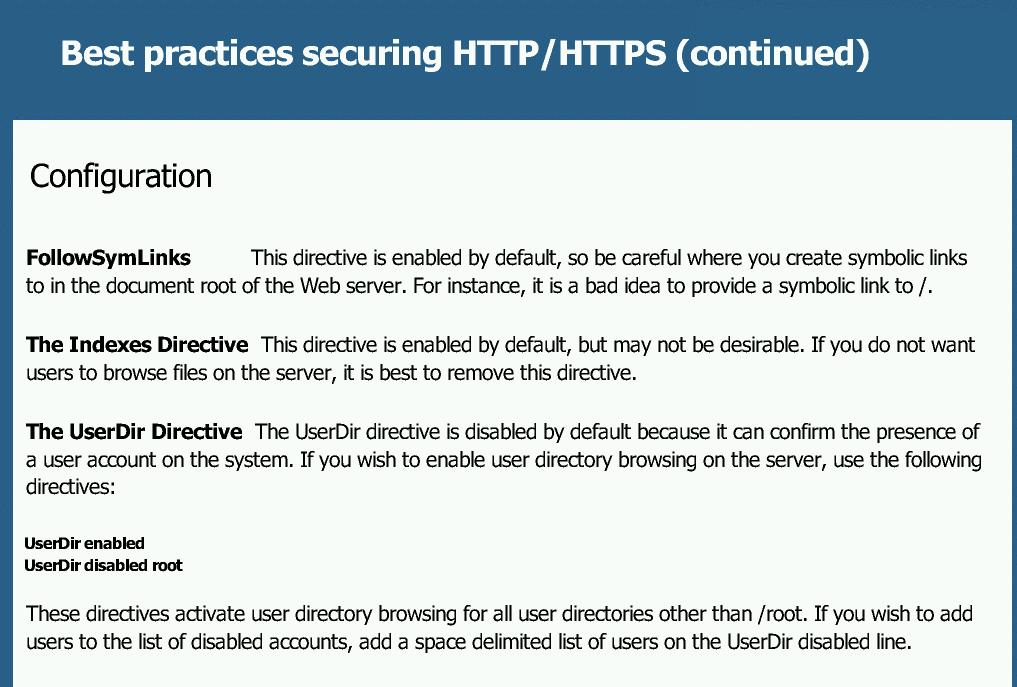 Best practices securing HTTP/HTTPS (continued)
Configuration
FollowSymLinks This directive is enabled by default, so be careful where you create symbolic links
to in the document root of the Web server. For instance, it is a bad idea to provide a symbolic link to /.
The Indexes Directive This directive is enabled by default, but may not be desirable. If you do not want
users to browse files on the server, it is best to remove this directive.
The UserDir Directive The UserDir directive is disabled by default because it can confirm the presence of
a user account on the system. If you wish to enable user directory browsing on the server, use the following
directives:
UserDir enabled
UserDir disabled root
These directives activate user directory browsing for all user directories other than /root. If you wish to add
users to the list of disabled accounts, add a space delimited list of users on the UserDir disabled line.